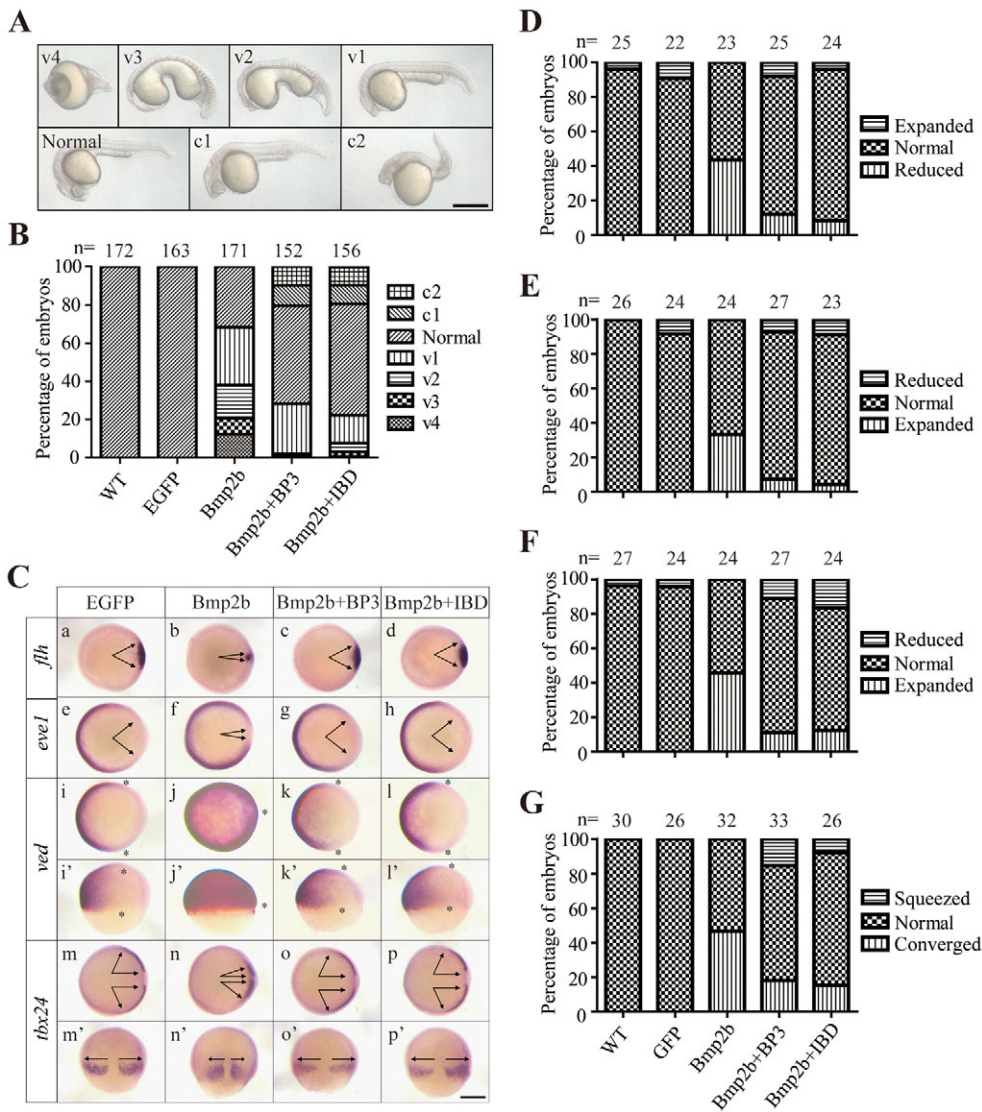 A
v4
v3
v2
v1
Normal
c1
c2
B
n= 172 163 171 152 156
Percentage of embryos
100
80
60
40
20
0
c2
c1
Normal
v1
v2
v3
v4
WT
EGFP
Bmp2b
Bmp2b+BP3
Bmp2b+IBD
C
EGFP Bmp2b Bmp2b+BP3 Bmp2b+IBD
flh
a b c d
eve1
e f g h
ved
i j k l
* * * * * * *
i’ j’ k’ l’
* * * * * * *
tbx24
m n o p
m’ n’ o’ p’
D
n= 25 22 23 25 24
Percentage of embryos
100
80
60
40
20
0
Expanded
Normal
Reduced
E
n= 26 24 24 27 23
Percentage of embryos
100
80
60
40
20
0
Reduced
Normal
Expanded
F
n= 27 24 24 27 24
Percentage of embryos
100
80
60
40
20
0
Reduced
Normal
Expanded
G
n= 30 26 32 33 26
Percentage of embryos
100
80
60
40
20
0
Squeezed
Normal
Converged
WT
GFP
Bmp2b
Bmp2b+BP3
Bmp2b+IBD